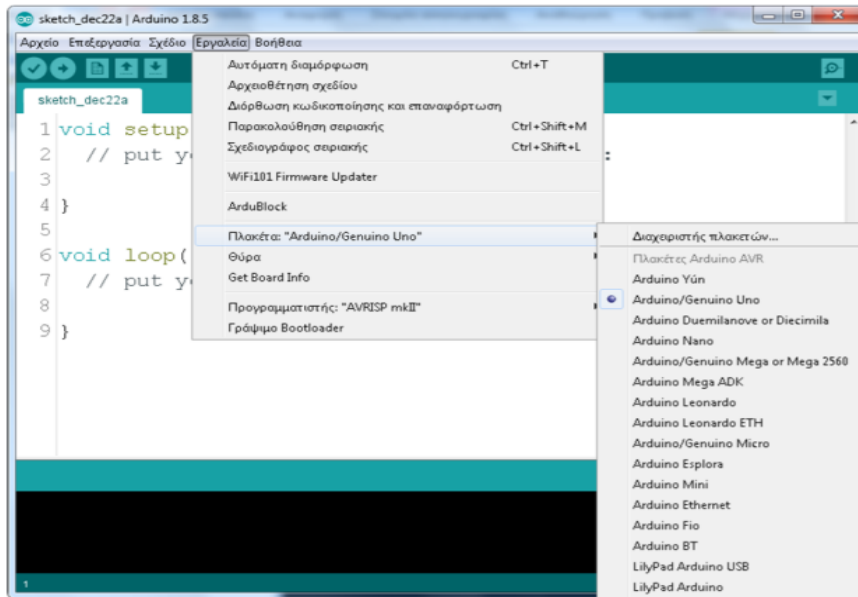 sketch_dec22a | Arduino 1.8.5
Αρχείο Επεξεργασία Σχέδιο Εργαλεία Βοήθεια
sketch_dec22a
1 void setup
2 // put yo :
3
4 }
5
6 void loop(
7 // put yo
8
9 }
Αυτόματη διαμόρφωση Ctrl+T
Αρχειοθέτηση σχεδίου
Διόρθωση κωδικοποίησης και επαναφόρτωση
Παρακολούθηση σειριακής Ctrl+Shift+M
Σχεδιογράφος σειριακής Ctrl+Shift+L
WiFi101 Firmware Updater
ArduBlock
Πλακέτα: "Arduino/Genuino Uno"
Θύρα
Get Board Info
Προγραμματιστής: "AVRISP mkII"
Γράψιμο Bootloader
Διαχειριστής πλακετών...
Πλακέτες Arduino AVR
Arduino Yún
Arduino/Genuino Uno
Arduino Duemilanove or Diecimila
Arduino Nano
Arduino/Genuino Mega or Mega 2560
Arduino Mega ADK
Arduino Leonardo
Arduino Leonardo ETH
Arduino/Genuino Micro
Arduino Esplora
Arduino Mini
Arduino Ethernet
Arduino Fio
Arduino BT
LilyPad Arduino USB
LilyPad Arduino
1